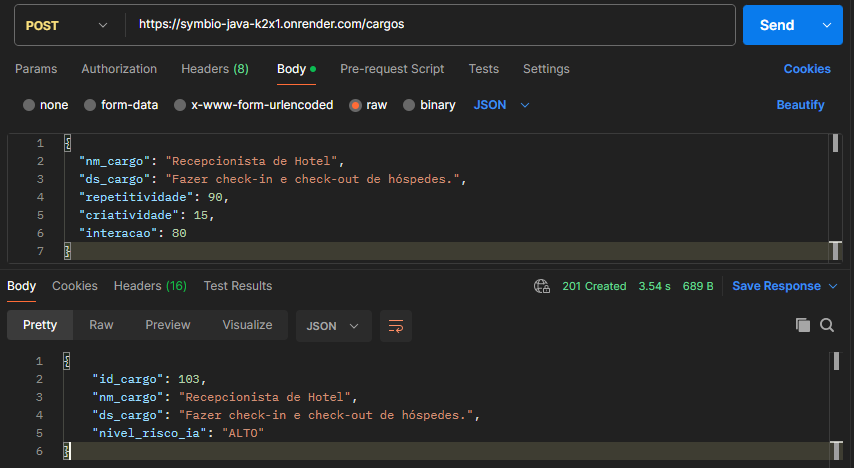 POST https://symbio-java-k2x1.onrender.com/cargos Send
Params Authorization Headers (8) Body Pre-request Script Tests Settings Cookies
none form-data x-www-form-urlencoded raw binary JSON Beautify
1 {
2 "nm_cargo": "Recepcionista de Hotel",
3 "ds_cargo": "Fazer check-in e check-out de hóspedes.",
4 "repetitividade": 90,
5 "criatividade": 15,
6 "interacao": 80
7 }
Body Cookies Headers (16) Test Results 201 Created 3.54 s 689 B Save Response
Pretty Raw Preview Visualize JSON
1 {
2 "id_cargo": 103,
3 "nm_cargo": "Recepcionista de Hotel",
4 "ds_cargo": "Fazer check-in e check-out de hóspedes.",
5 "nivel_risco_ia": "ALTO"
6 }